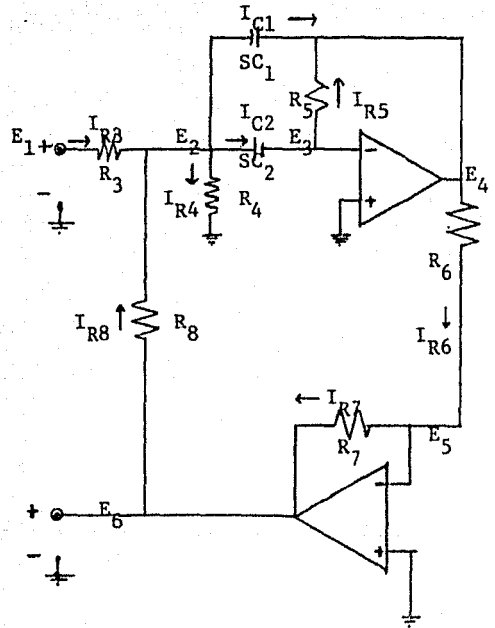 I_C1 →
SC_1
I_C2
R_5 ↑ I_R5
E_1 + → I_R3 E_2 → E_3 −
SC_2
R_3 ↓ E_4
− I_R4 R_4 +
R_6
I_R8 ↑ R_8 ↓
I_R6
← I_R7
R_7 E_5
−
+ E_6
− +